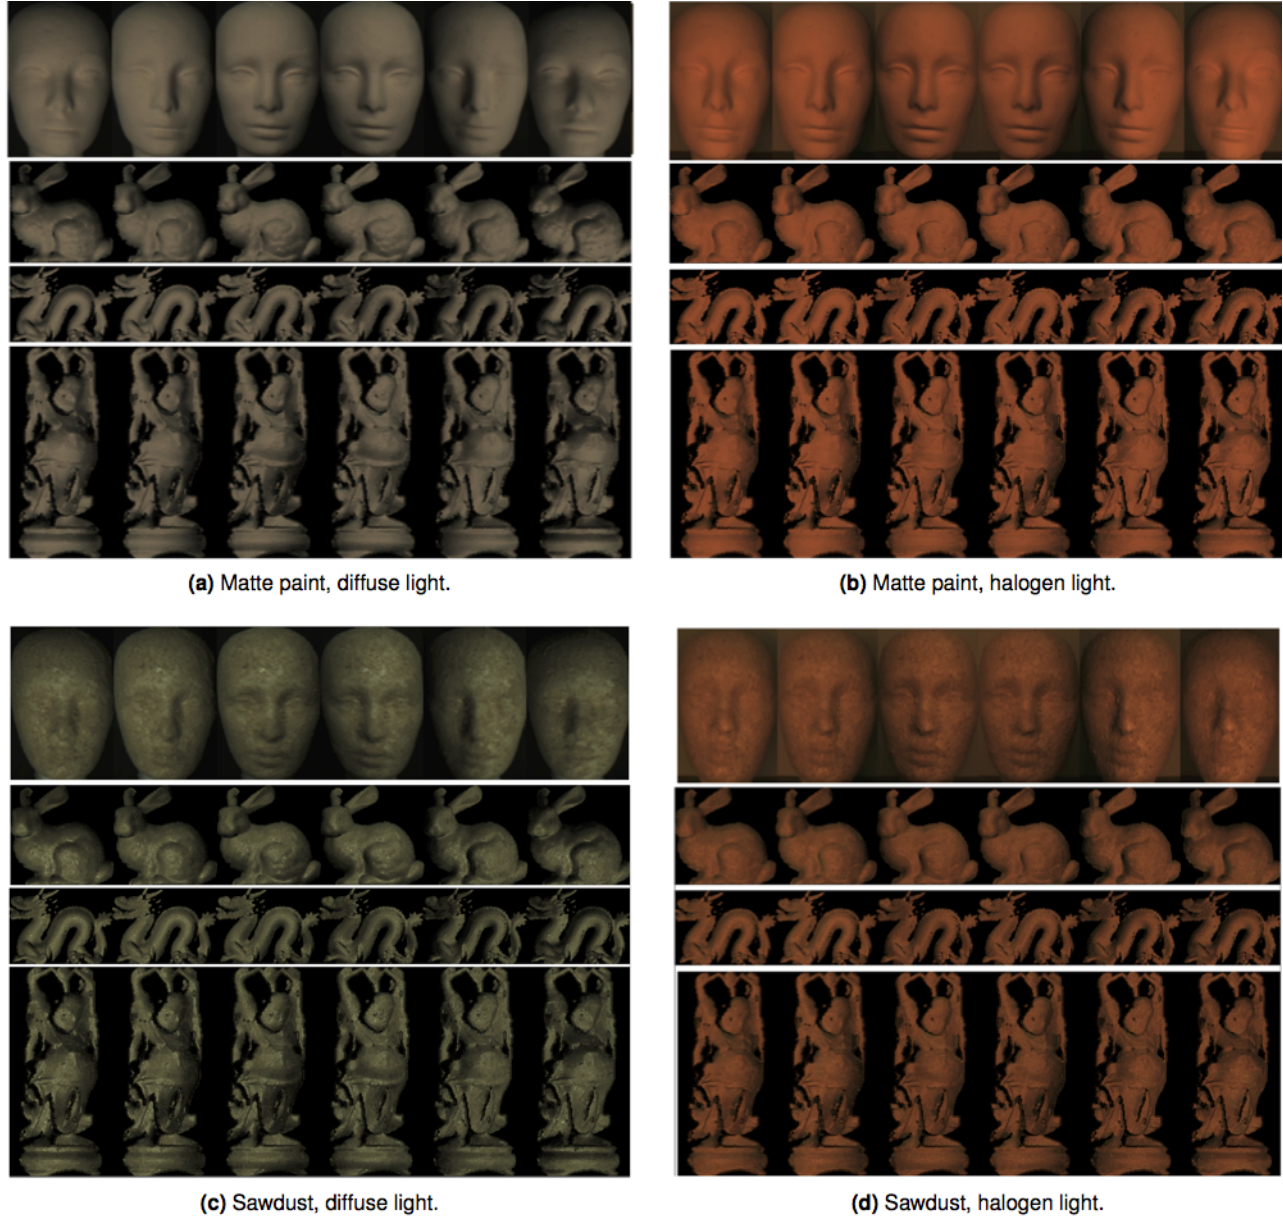 (a) Matte paint, diffuse light.
(b) Matte paint, halogen light.
(c) Sawdust, diffuse light.
(d) Sawdust, halogen light.